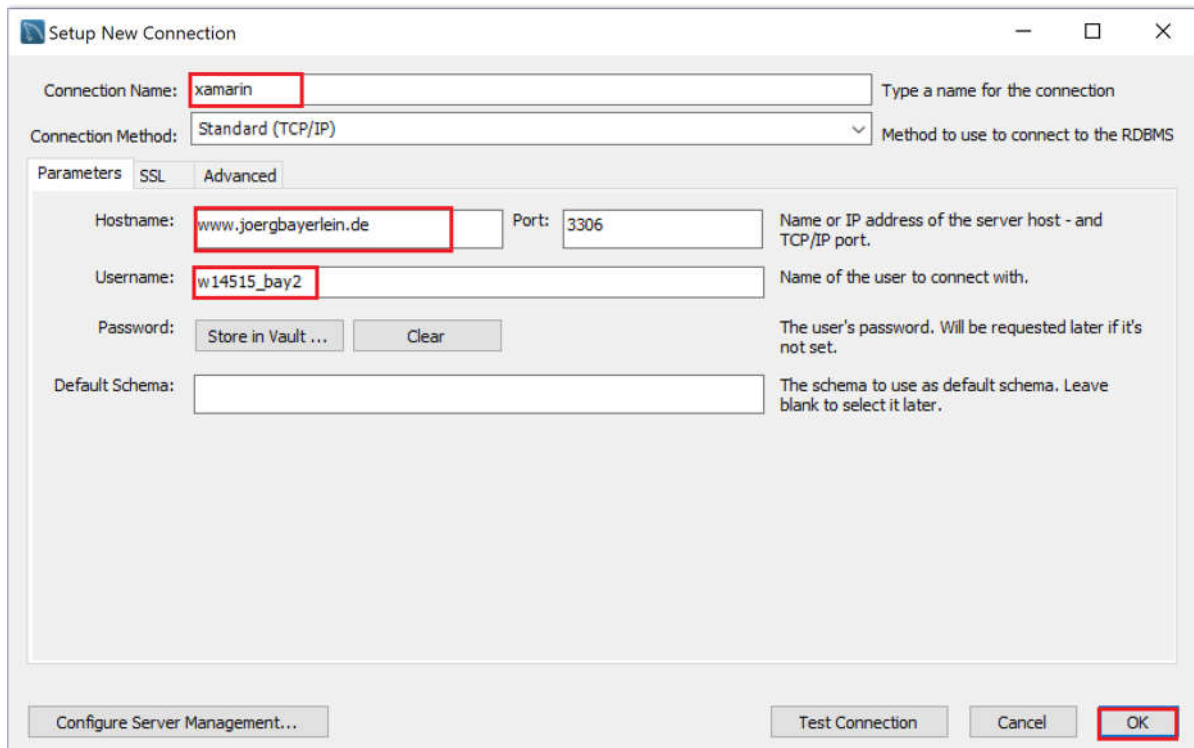 Setup New Connection
Connection Name: xamarin Type a name for the connection
Connection Method: Standard (TCP/IP) Method to use to connect to the RDBMS
Parameters SSL Advanced
Hostname: www.joergbayerlein.de Port: 3306 Name or IP address of the server host - and
TCP/IP port.
Username: w14515_bay2 Name of the user to connect with.
Password: Store in Vault ... Clear The user's password. Will be requested later if it's
not set.
Default Schema: The schema to use as default schema. Leave
blank to select it later.
Configure Server Management... Test Connection Cancel OK